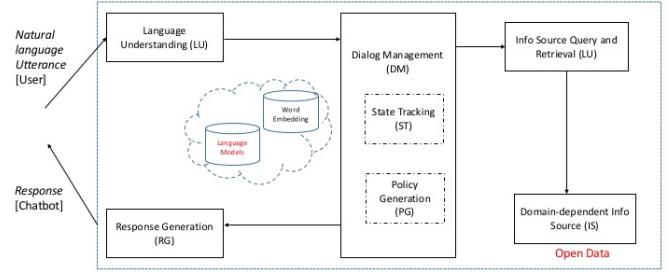 Natural
language
Utterance
[User]
Language
Understanding (LU)
Dialog Management
(DM)
Info Source Query and
Retrieval (LU)
Word
Embedding
Language
Models
State Tracking
(ST)
Policy
Generation
(PG)
Response
[Chatbot]
Response Generation
(RG)
Domain-dependent Info
Source (IS)
Open Data